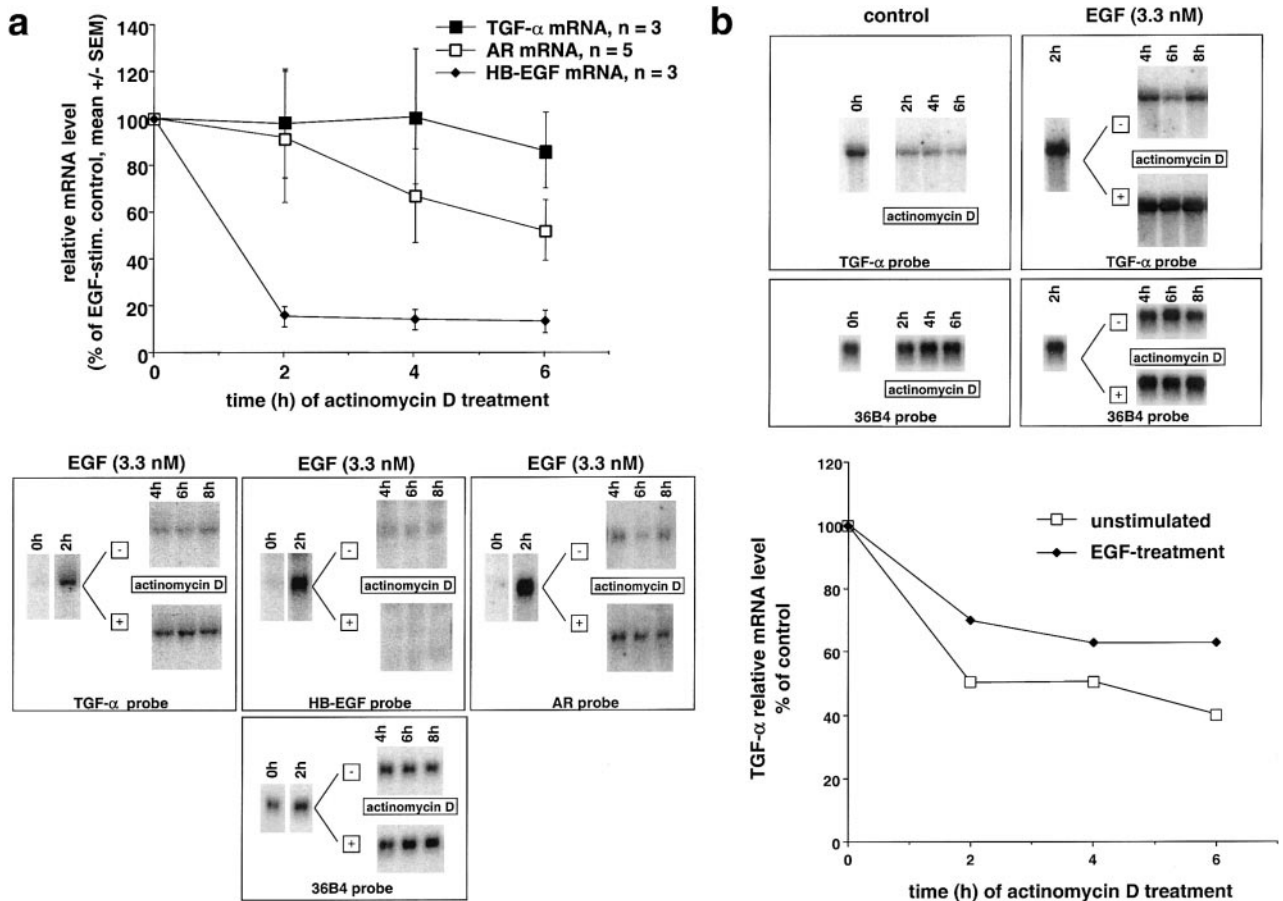 a
TGF-α mRNA, n = 3
AR mRNA, n = 5
HB-EGF mRNA, n = 3
relative mRNA level
(% of EGF-stim. control, mean +/- SEM)
140
120
100
80
60
40
20
0
0 2 4 6
time (h) of actinomycin D treatment
EGF (3.3 nM)
0h 2h
4h 6h 8h
-
actinomycin D
+
TGF-α probe
EGF (3.3 nM)
0h 2h
4h 6h 8h
-
actinomycin D
+
HB-EGF probe
EGF (3.3 nM)
0h 2h
4h 6h 8h
-
actinomycin D
+
AR probe
0h 2h
4h 6h 8h
-
actinomycin D
+
36B4 probe
b
control
0h
2h 4h 6h
actinomycin D
TGF-α probe
EGF (3.3 nM)
2h
4h 6h 8h
-
actinomycin D
+
TGF-α probe
0h
2h 4h 6h
actinomycin D
36B4 probe
2h
4h 6h 8h
-
actinomycin D
+
36B4 probe
unstimulated
EGF-treatment
TGF-α relative mRNA level
% of control
120
100
80
60
40
20
0
0 2 4 6
time (h) of actinomycin D treatment